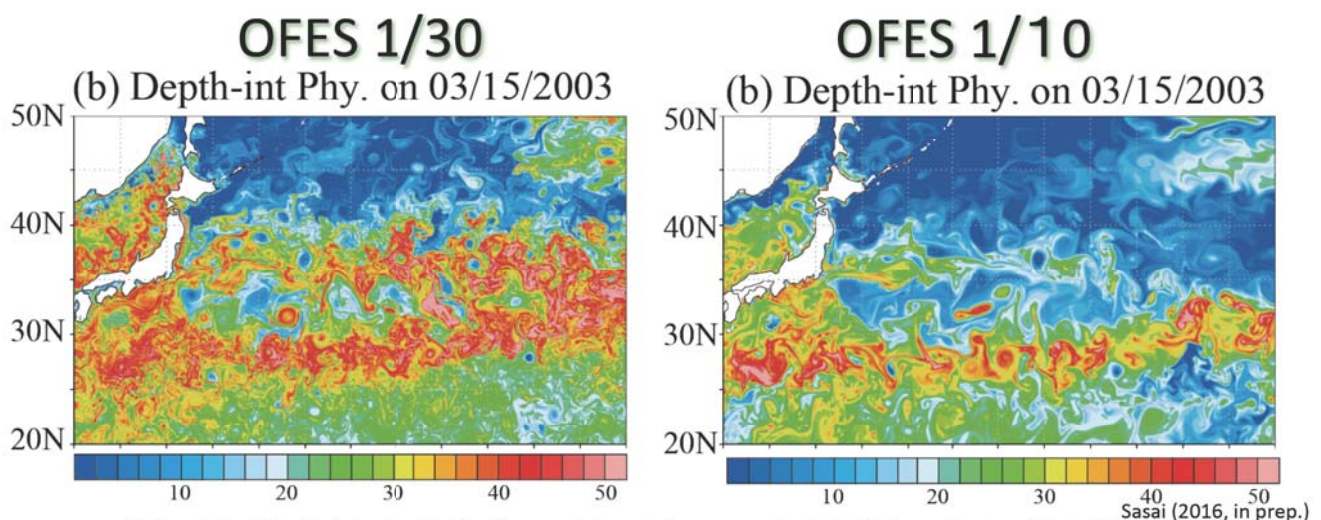 OFES 1/30
(b) Depth-int Phy. on 03/15/2003
50N
40N
30N
20N
10 20 30 40 50
OFES 1/10
(b) Depth-int Phy. on 03/15/2003
50N
40N
30N
20N
10 20 30 40 50
Sasai (2016, in prep.)